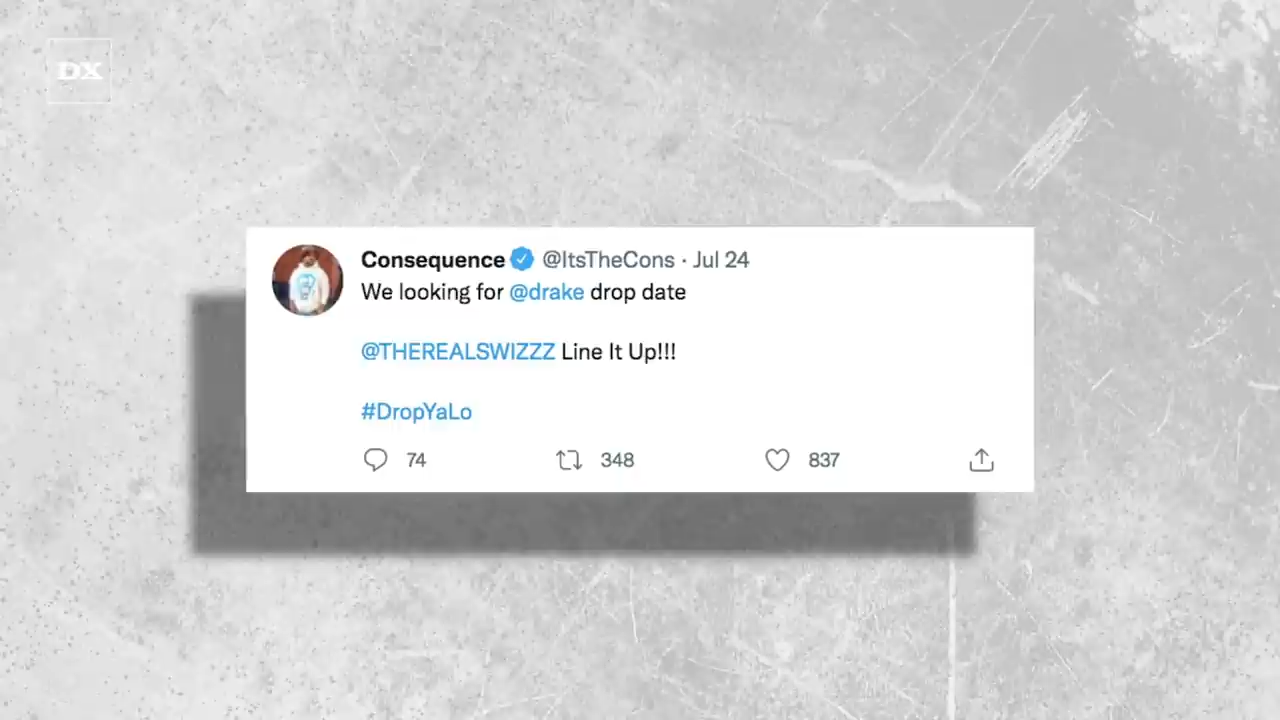 DX
Consequence @ItsTheCons · Jul 24
We looking for @drake drop date
@THEREALSWIZZZ Line It Up!!!
#DropYaLo
74 348 837